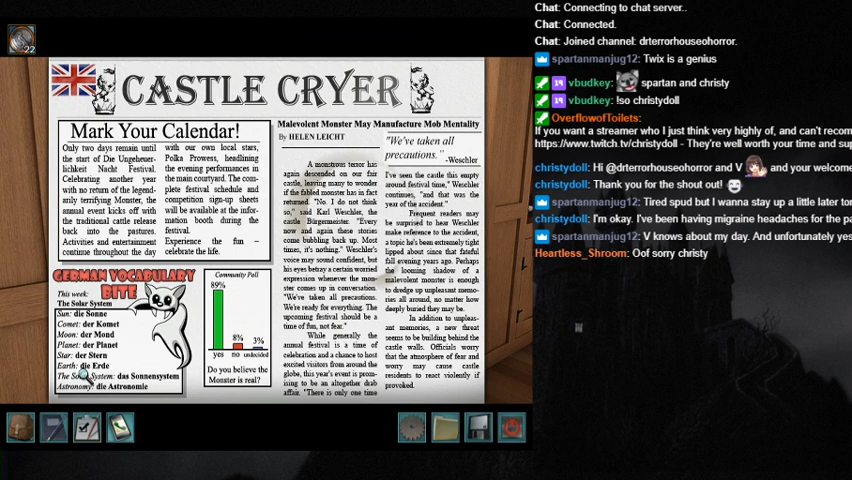 22
CASTLE CRYER
Mark Your Calendar!
Only two days remain until
the start of Die Ungeheuer-
lichkeit Nacht Festival.
Celebrating another year
with no return of the legend-
arily terrifying Monster, the
annual event kicks off with
the traditional cattle release
back into the pastures.
Activities and entertainment
continue throughout the day
with our own local stars,
Polka Prowess, headlining
the evening performances in
the main courtyard. The com-
plete festival schedule and
competition sign-up sheets
will be available at the infor-
mation booth during the
festival.
Experience the fun –
celebrate the life.
GERMAN VOCABULARY
BITE
This week:
The Solar System
Sun: die Sonne
Comet: der Komet
Moon: der Mond
Planet: der Planet
Star: der Stern
Earth: die Erde
The System: das Sonnensystem
Astronomy: die Astronomie
Community Poll
89%
8%
3%
yes no undecided
Do you believe the
Monster is real?
Malevolent Monster May Manufacture Mob Mentality
By HELEN LEICHT
A monstrous terror has
again descended on our fair
castle, leaving many to wonder
if the fabled monster has in fact
returned. "No. I do not think
so," said Karl Weschler, the
castle Bürgermeister. "Every
now and again these stories
come bubbling back up. Most
times, it's nothing." Weschler's
voice may sound confident, but
his eyes betray a certain worried
expression whenever the mon-
ster comes up in conversation.
"We've taken all precautions.
We're ready for everything. The
upcoming festival should be a
time of fun, not fear."
While generally the
annual festival is a time of
celebration and a chance to host
excited visitors from around the
globe, this year's event is prom-
ising to be an altogether drab
affair. "There is only one time
"We've taken all
precautions."
-Weschler
I've seen the castle this empty
around festival time," Weschler
continues, "and that was the
year of the accident."
Frequent readers may
be surprised to hear Weschler
make reference to the accident,
a topic he's been extremely tight
lipped about since that fateful
fall evening years ago. Perhaps
the looming shadow of a
malevolent monster is enough
to dredge up unpleasant memo-
ries all around, no matter how
deeply buried they may be.
In addition to unpleas-
ant memories, a new threat
seems to be building behind the
castle walls. Officials worry
that the atmosphere of fear and
worry may cause castle
residents to react violently if
provoked.
Chat: Connecting to chat server..
Chat: Connected.
Chat: Joined channel: drterrorhouseohorror.
spartanmanjug12: Twix is a genius
vbudkey: spartan and christy
vbudkey: !so christydoll
OverflowofToilets:
If you want a streamer who I just think very highly of, and can't recom
https://www.twitch.tv/christydoll - They're well worth your time and su
christydoll: Hi @drterrorhouseohorror and V and your welcome
christydoll: Thank you for the shout out!
spartanmanjug12: Tired spud but I wanna stay up a little later to
christydoll: I'm okay. I've been having migraine headaches for the pa
spartanmanjug12: V knows about my day. And unfortunately yes
Heartless_Shroom: Oof sorry christy